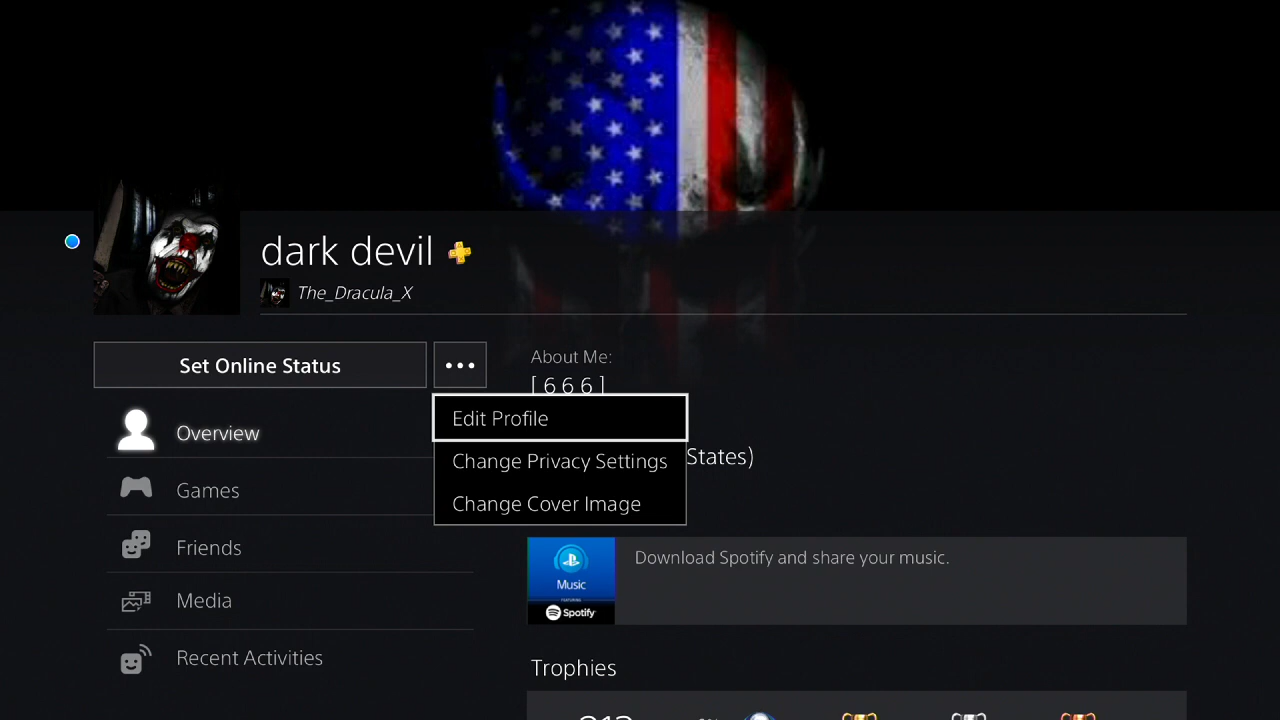 dark devil
The_Dracula_X
Set Online Status
About Me:
[ 6 6 6 ]
Edit Profile
Overview
Change Privacy Settings
States)
Games
Change Cover Image
Friends
Download Spotify and share your music.
Music
Spotify
Media
Recent Activities
Trophies